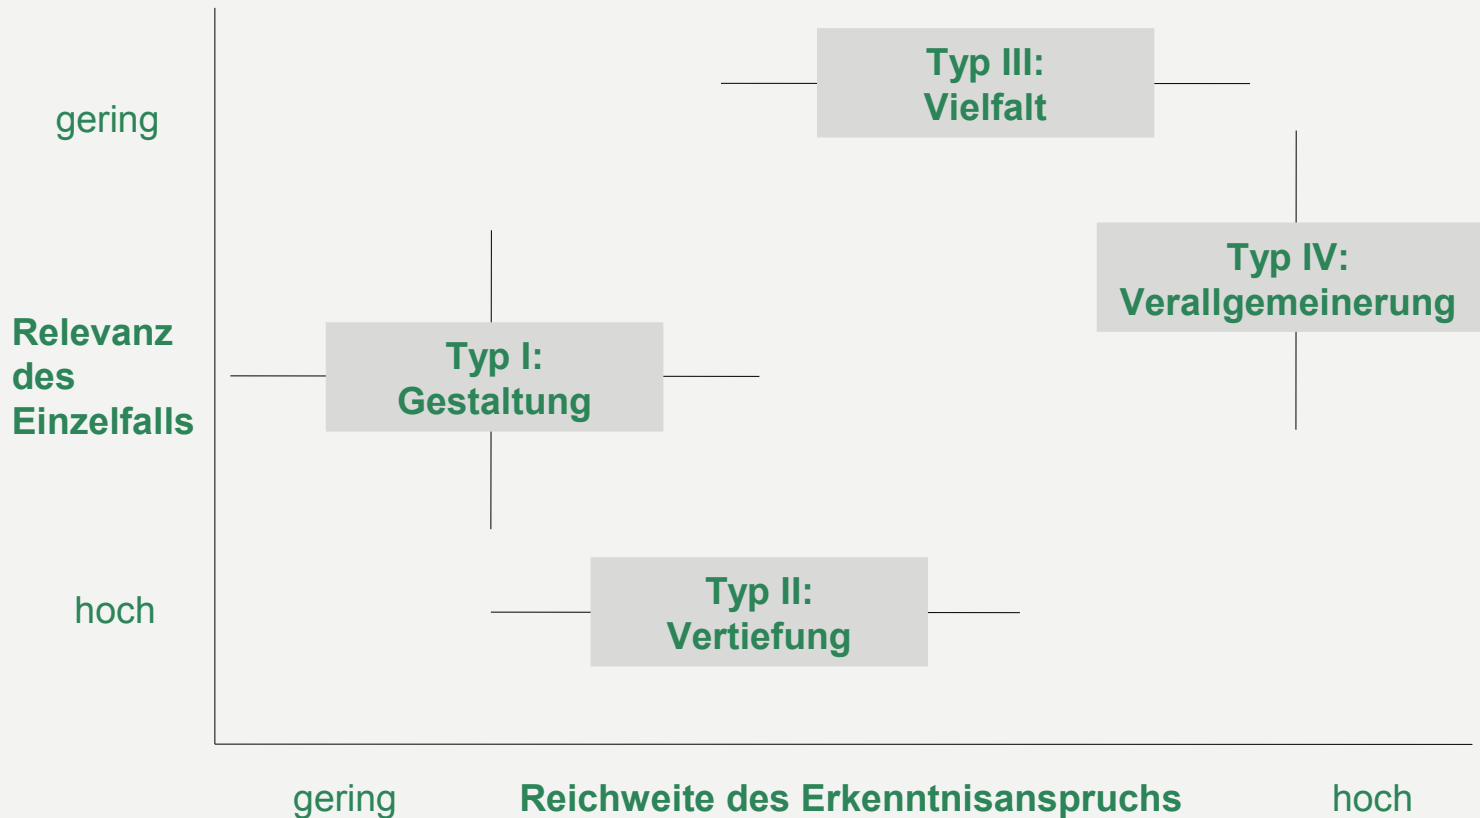 Typ III:
Vielfalt
gering
Typ IV:
Verallgemeinerung
Relevanz
des
Einzelfalls
Typ I:
Gestaltung
Typ II:
Vertiefung
hoch
gering
Reichweite des Erkenntnisanspruchs
hoch